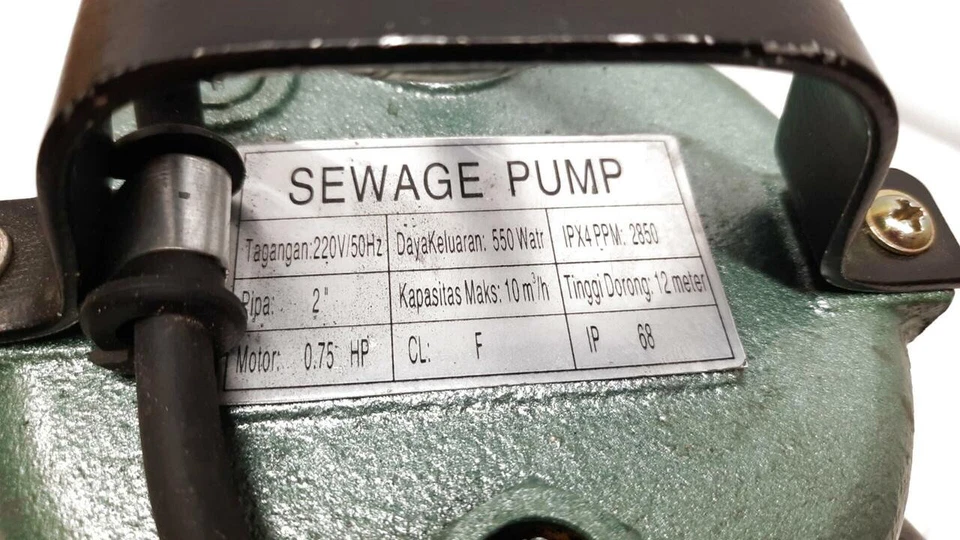 SEWAGE PUMP
Tagangan: 220V/50Hz DayaKeluaran: 550 Watr IPX4 PPM: 2850
Pipa: 2" Kapasitas Maks: 10 m³/h Tinggi Dorong: 12 meter
Motor: 0.75 HP CL: F IP 68